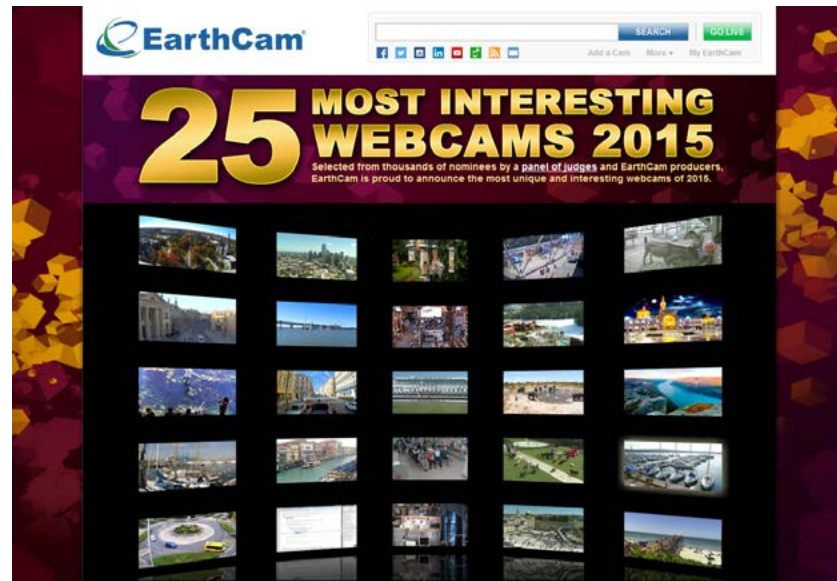 EarthCam
SEARCH
GO LIVE
Add a Cam More ▾ My EarthCam
25 MOST INTERESTING
WEBCAMS 2015
Selected from thousands of nominees by a panel of judges and EarthCam producers,
EarthCam is proud to announce the most unique and interesting webcams of 2015.